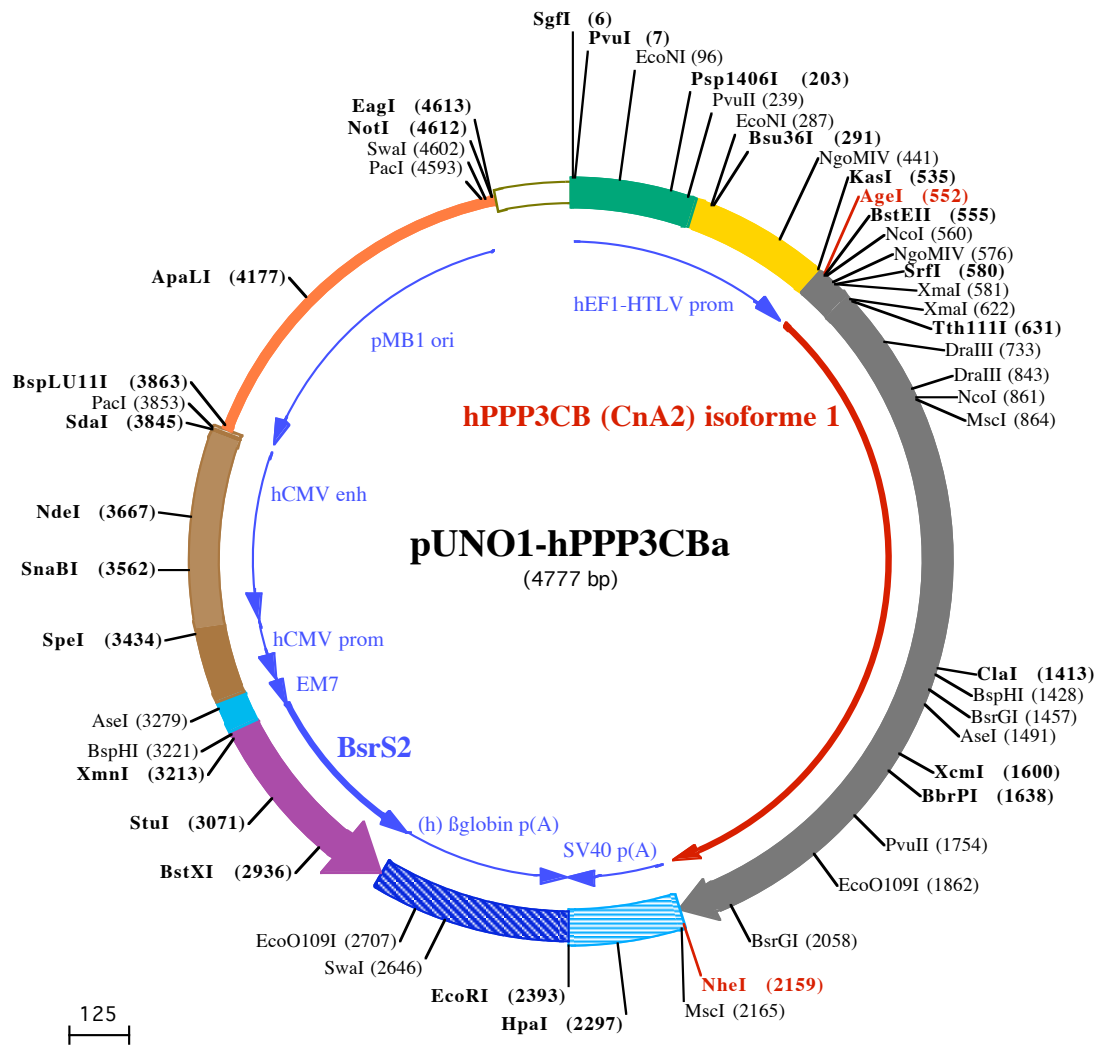 SgfI (6)
PvuI (7)
EcoNI (96)
Psp1406I (203)
PvuII (239)
EcoNI (287)
Bsu36I (291)
NgoMIV (441)
KasI (535)
AgeI (552)
BstEII (555)
NcoI (560)
NgoMIV (576)
SrfI (580)
XmaI (581)
XmaI (622)
Tth111I (631)
DraIII (733)
DraIII (843)
NcoI (861)
MscI (864)
ClaI (1413)
BspHI (1428)
BsrGI (1457)
AseI (1491)
XcmI (1600)
BbrPI (1638)
PvuII (1754)
EcoO109I (1862)
BsrGI (2058)
NheI (2159)
MscI (2165)
HpaI (2297)
EcoRI (2393)
SwaI (2646)
EcoO109I (2707)
BstXI (2936)
StuI (3071)
XmnI (3213)
BspHI (3221)
AseI (3279)
SpeI (3434)
SnaBI (3562)
NdeI (3667)
SdaI (3845)
PacI (3853)
BspLU11I (3863)
ApaLI (4177)
PacI (4593)
SwaI (4602)
NotI (4612)
EagI (4613)
hEF1-HTLV prom
pMB1 ori
hPPP3CB (CnA2) isoforme 1
hCMV enh
pUNO1-hPPP3CBa
(4777 bp)
hCMV prom
EM7
BsrS2
(h) ßglobin p(A)
SV40 p(A)
125